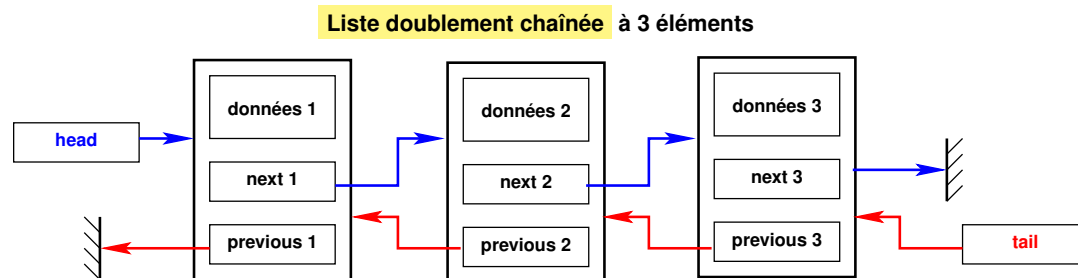 Liste doublement chaînée à 3 éléments
données 1
données 2
données 3
head
next 1
next 2
next 3
previous 1
previous 2
previous 3
tail